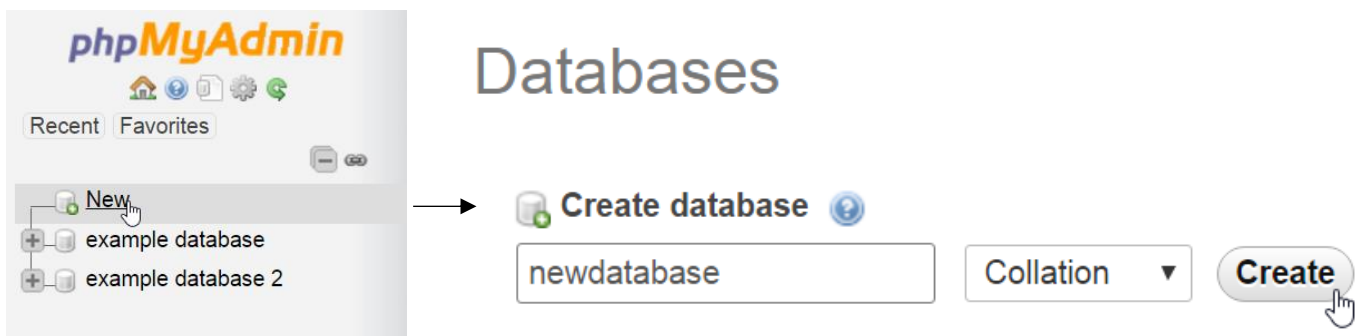 phpMyAdmin
Recent Favorites
New
example database
example database 2
Databases
Create database
newdatabase Collation Create